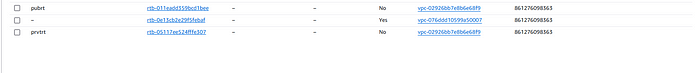 pubrt rtb-011eadd359bcd1bee – – No vpc-02926bb7e8b6e68f9 861276098363
– rtb-0e13cb2e29f5febaf – – Yes vpc-076ddd10599a50007 861276098363
prvtrt rtb-05117ee524fffe307 – – No vpc-02926bb7e8b6e68f9 861276098363